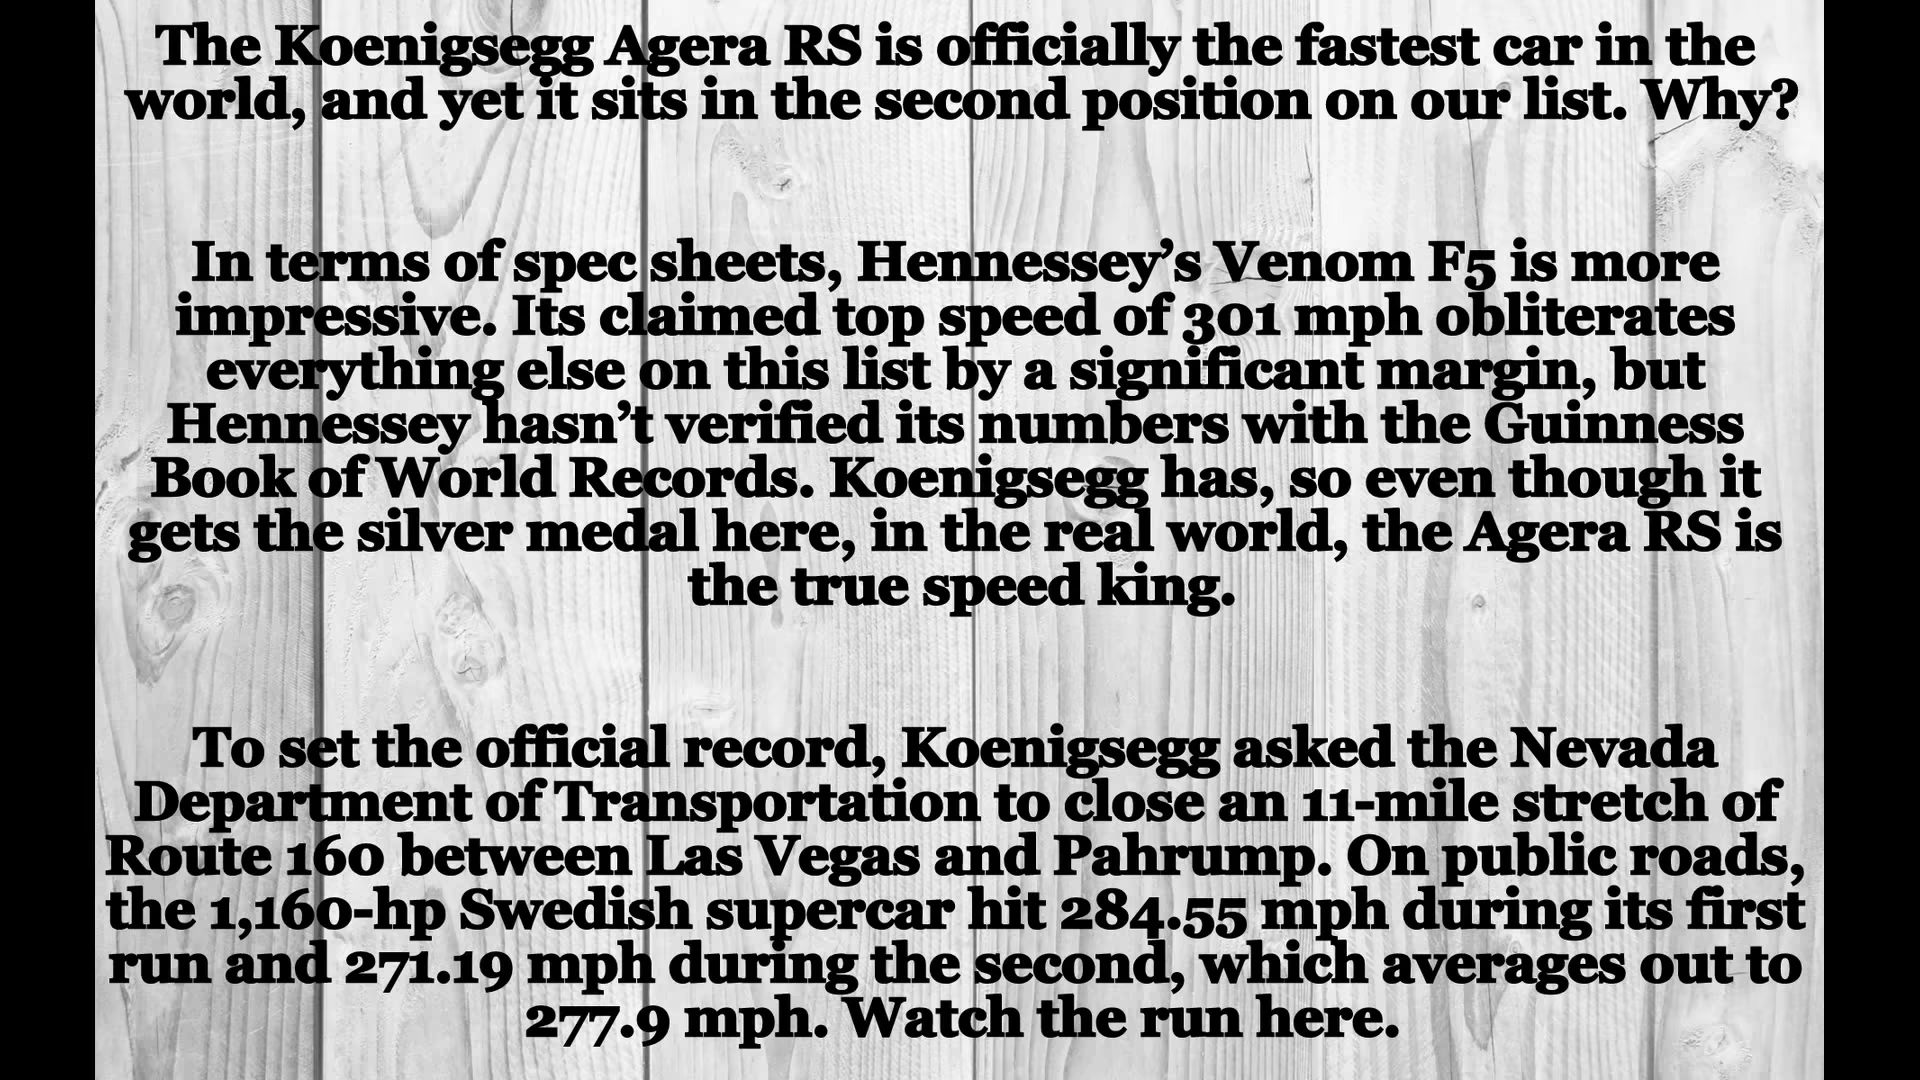 The Koenigsegg Agera RS is officially the fastest car in the
world, and yet it sits in the second position on our list. Why?
In terms of spec sheets, Hennessey’s Venom F5 is more
impressive. Its claimed top speed of 301 mph obliterates
everything else on this list by a significant margin, but
Hennessey hasn’t verified its numbers with the Guinness
Book of World Records. Koenigsegg has, so even though it
gets the silver medal here, in the real world, the Agera RS is
the true speed king.
To set the official record, Koenigsegg asked the Nevada
Department of Transportation to close an 11-mile stretch of
Route 160 between Las Vegas and Pahrump. On public roads,
the 1,160-hp Swedish supercar hit 284.55 mph during its first
run and 271.19 mph during the second, which averages out to
277.9 mph. Watch the run here.